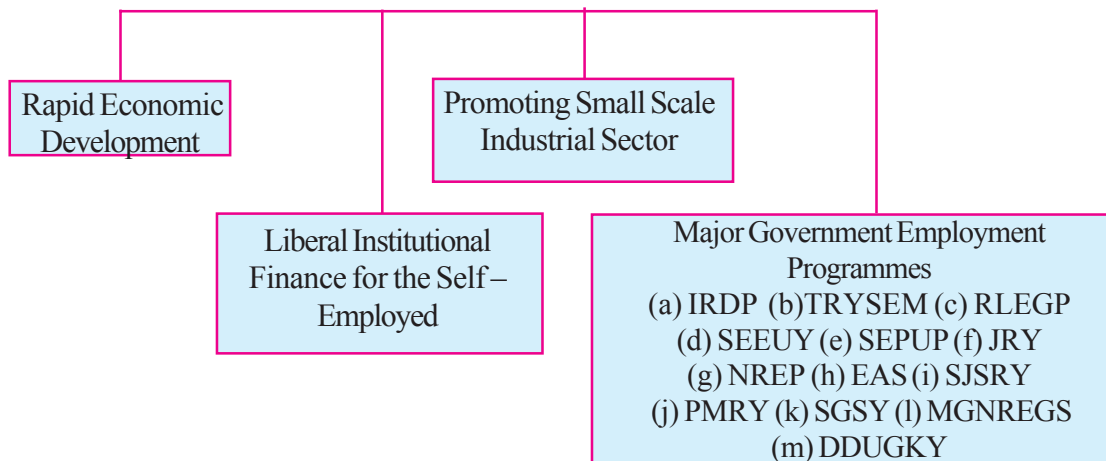 Rapid Economic
Development
Promoting Small Scale
Industrial Sector
Liberal Institutional
Finance for the Self –
Employed
Major Government Employment
Programmes
(a) IRDP (b)TRYSEM (c) RLEGP
(d) SEEUY (e) SEPUP (f) JRY
(g) NREP (h) EAS (i) SJSRY
(j) PMRY (k) SGSY (l) MGNREGS
(m) DDUGKY